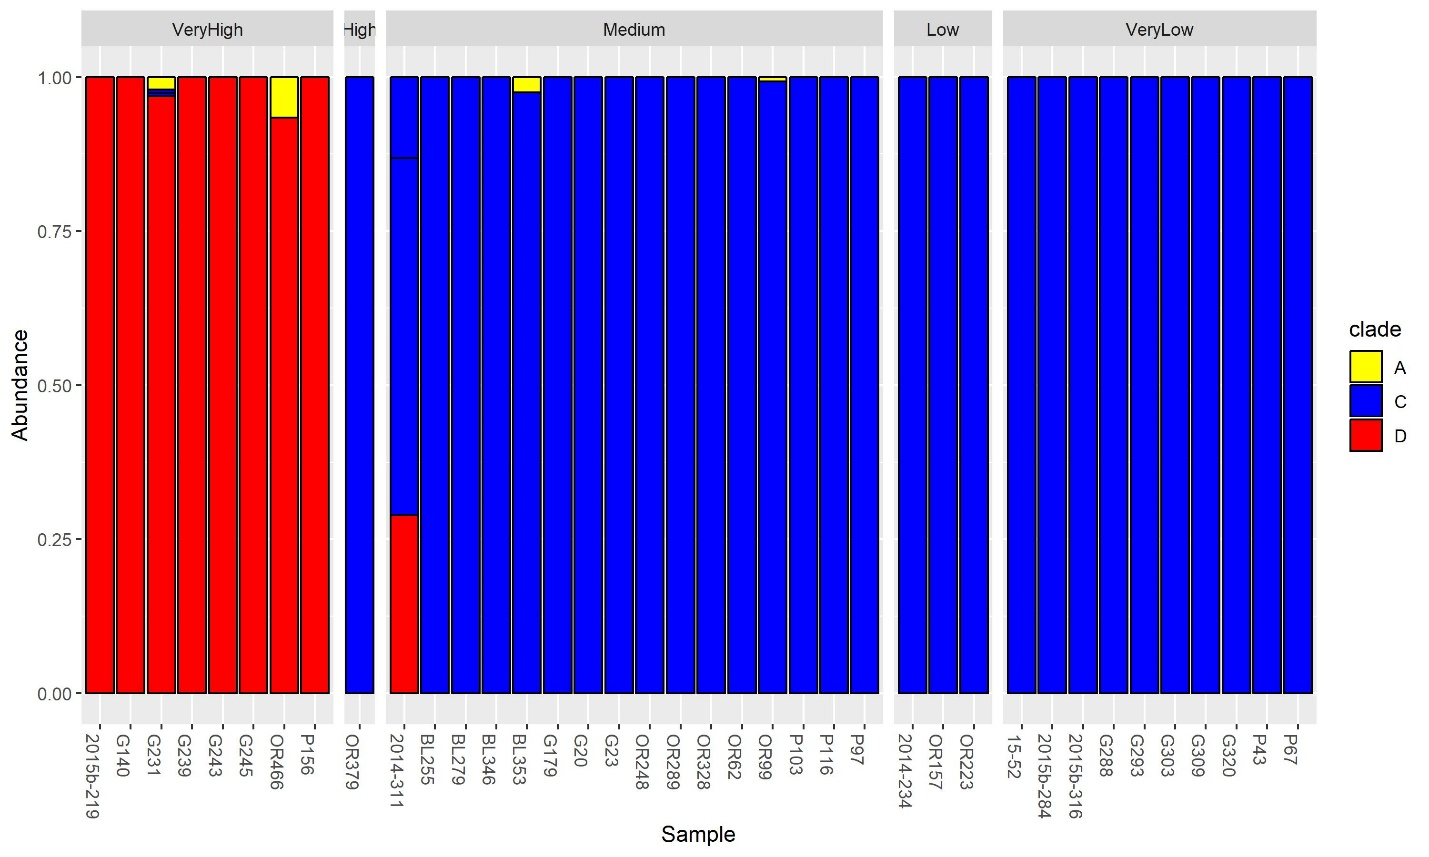 VeryHigh
High
Medium
Low
VeryLow
1.00
0.75
0.50
0.25
0.00
Abundance
2015b-219
G140
G231
G239
G243
G245
OR466
P156
OR379
2014-311
BL255
BL279
BL346
BL353
G179
G20
G23
OR248
OR289
OR328
OR62
OR99
P103
P116
P97
2014-234
OR157
OR223
15-52
2015b-284
2015b-316
G288
G293
G303
G309
G320
P43
P67
Sample
clade
A
C
D